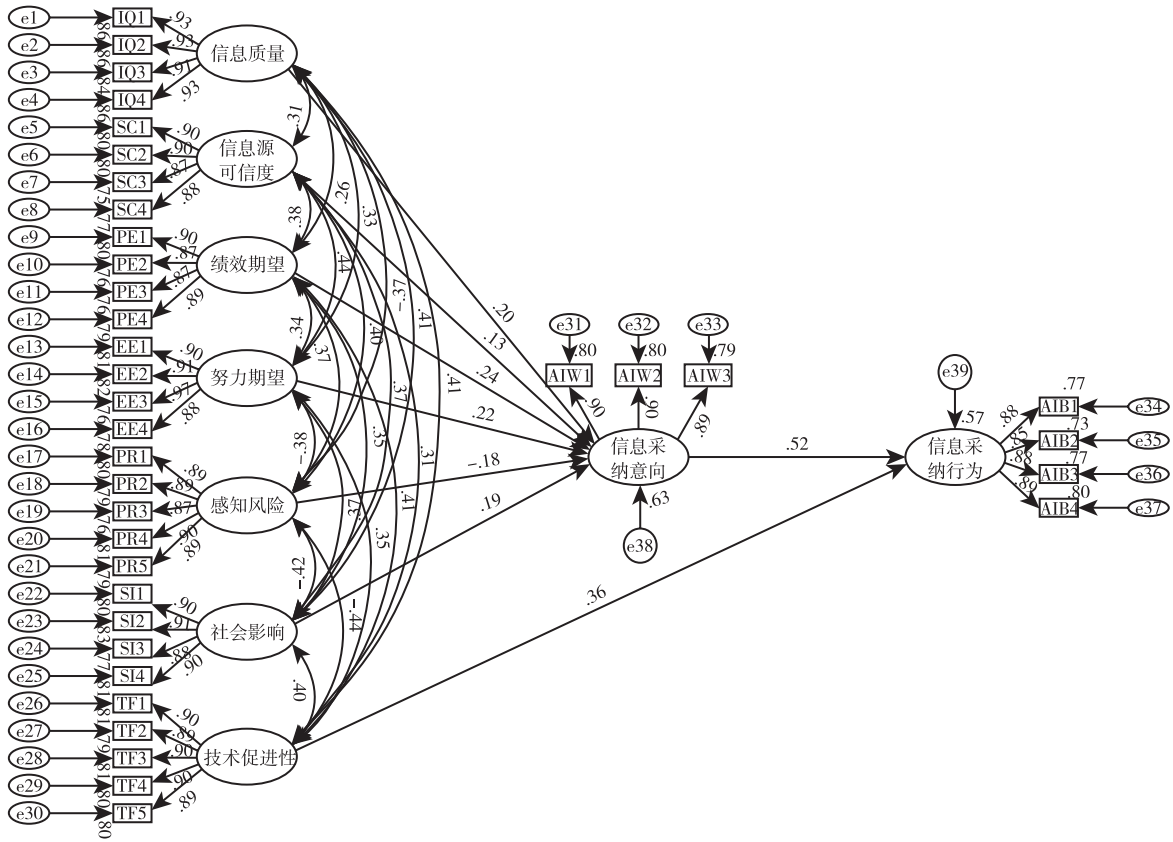 e1
IQ1
.93
e2
IQ2
.93
e3
IQ3
.91
e4
IQ4
.93
信息质量
e5
SC1
.90
e6
SC2
.90
e7
SC3
.87
e8
SC4
.88
信息源
可信度
e9
PE1
.90
e10
PE2
.87
e11
PE3
.87
e12
PE4
.89
绩效期望
e13
EE1
.90
e14
EE2
.91
e15
EE3
.97
e16
EE4
.88
努力期望
e17
PR1
.89
e18
PR2
.89
e19
PR3
.87
e20
PR4
.90
e21
PR5
.89
感知风险
e22
SI1
.90
e23
SI2
.91
e24
SI3
.88
e25
SI4
.90
社会影响
e26
TF1
.90
e27
TF2
.89
e28
TF3
.90
e29
TF4
.90
e30
TF5
.89
80
技术促进性
.31
.26
.33
.38
.44
-.37
.41
.34
.37
.40
.41
.37
-.38
.35
.31
.37
.41
.35
-.42
-.44
.40
.20
.13
.24
.22
-.18
.19
e31
e32
e33
.80
.80
.79
AIW1
AIW2
AIW3
.90
.90
.89
信息采
纳意向
.63
e38
.52
.36
e39
.57
信息采
纳行为
.77
.88
AIB1
e34
.73
.85
AIB2
e35
.77
.88
AIB3
e36
.80
.89
AIB4
e37